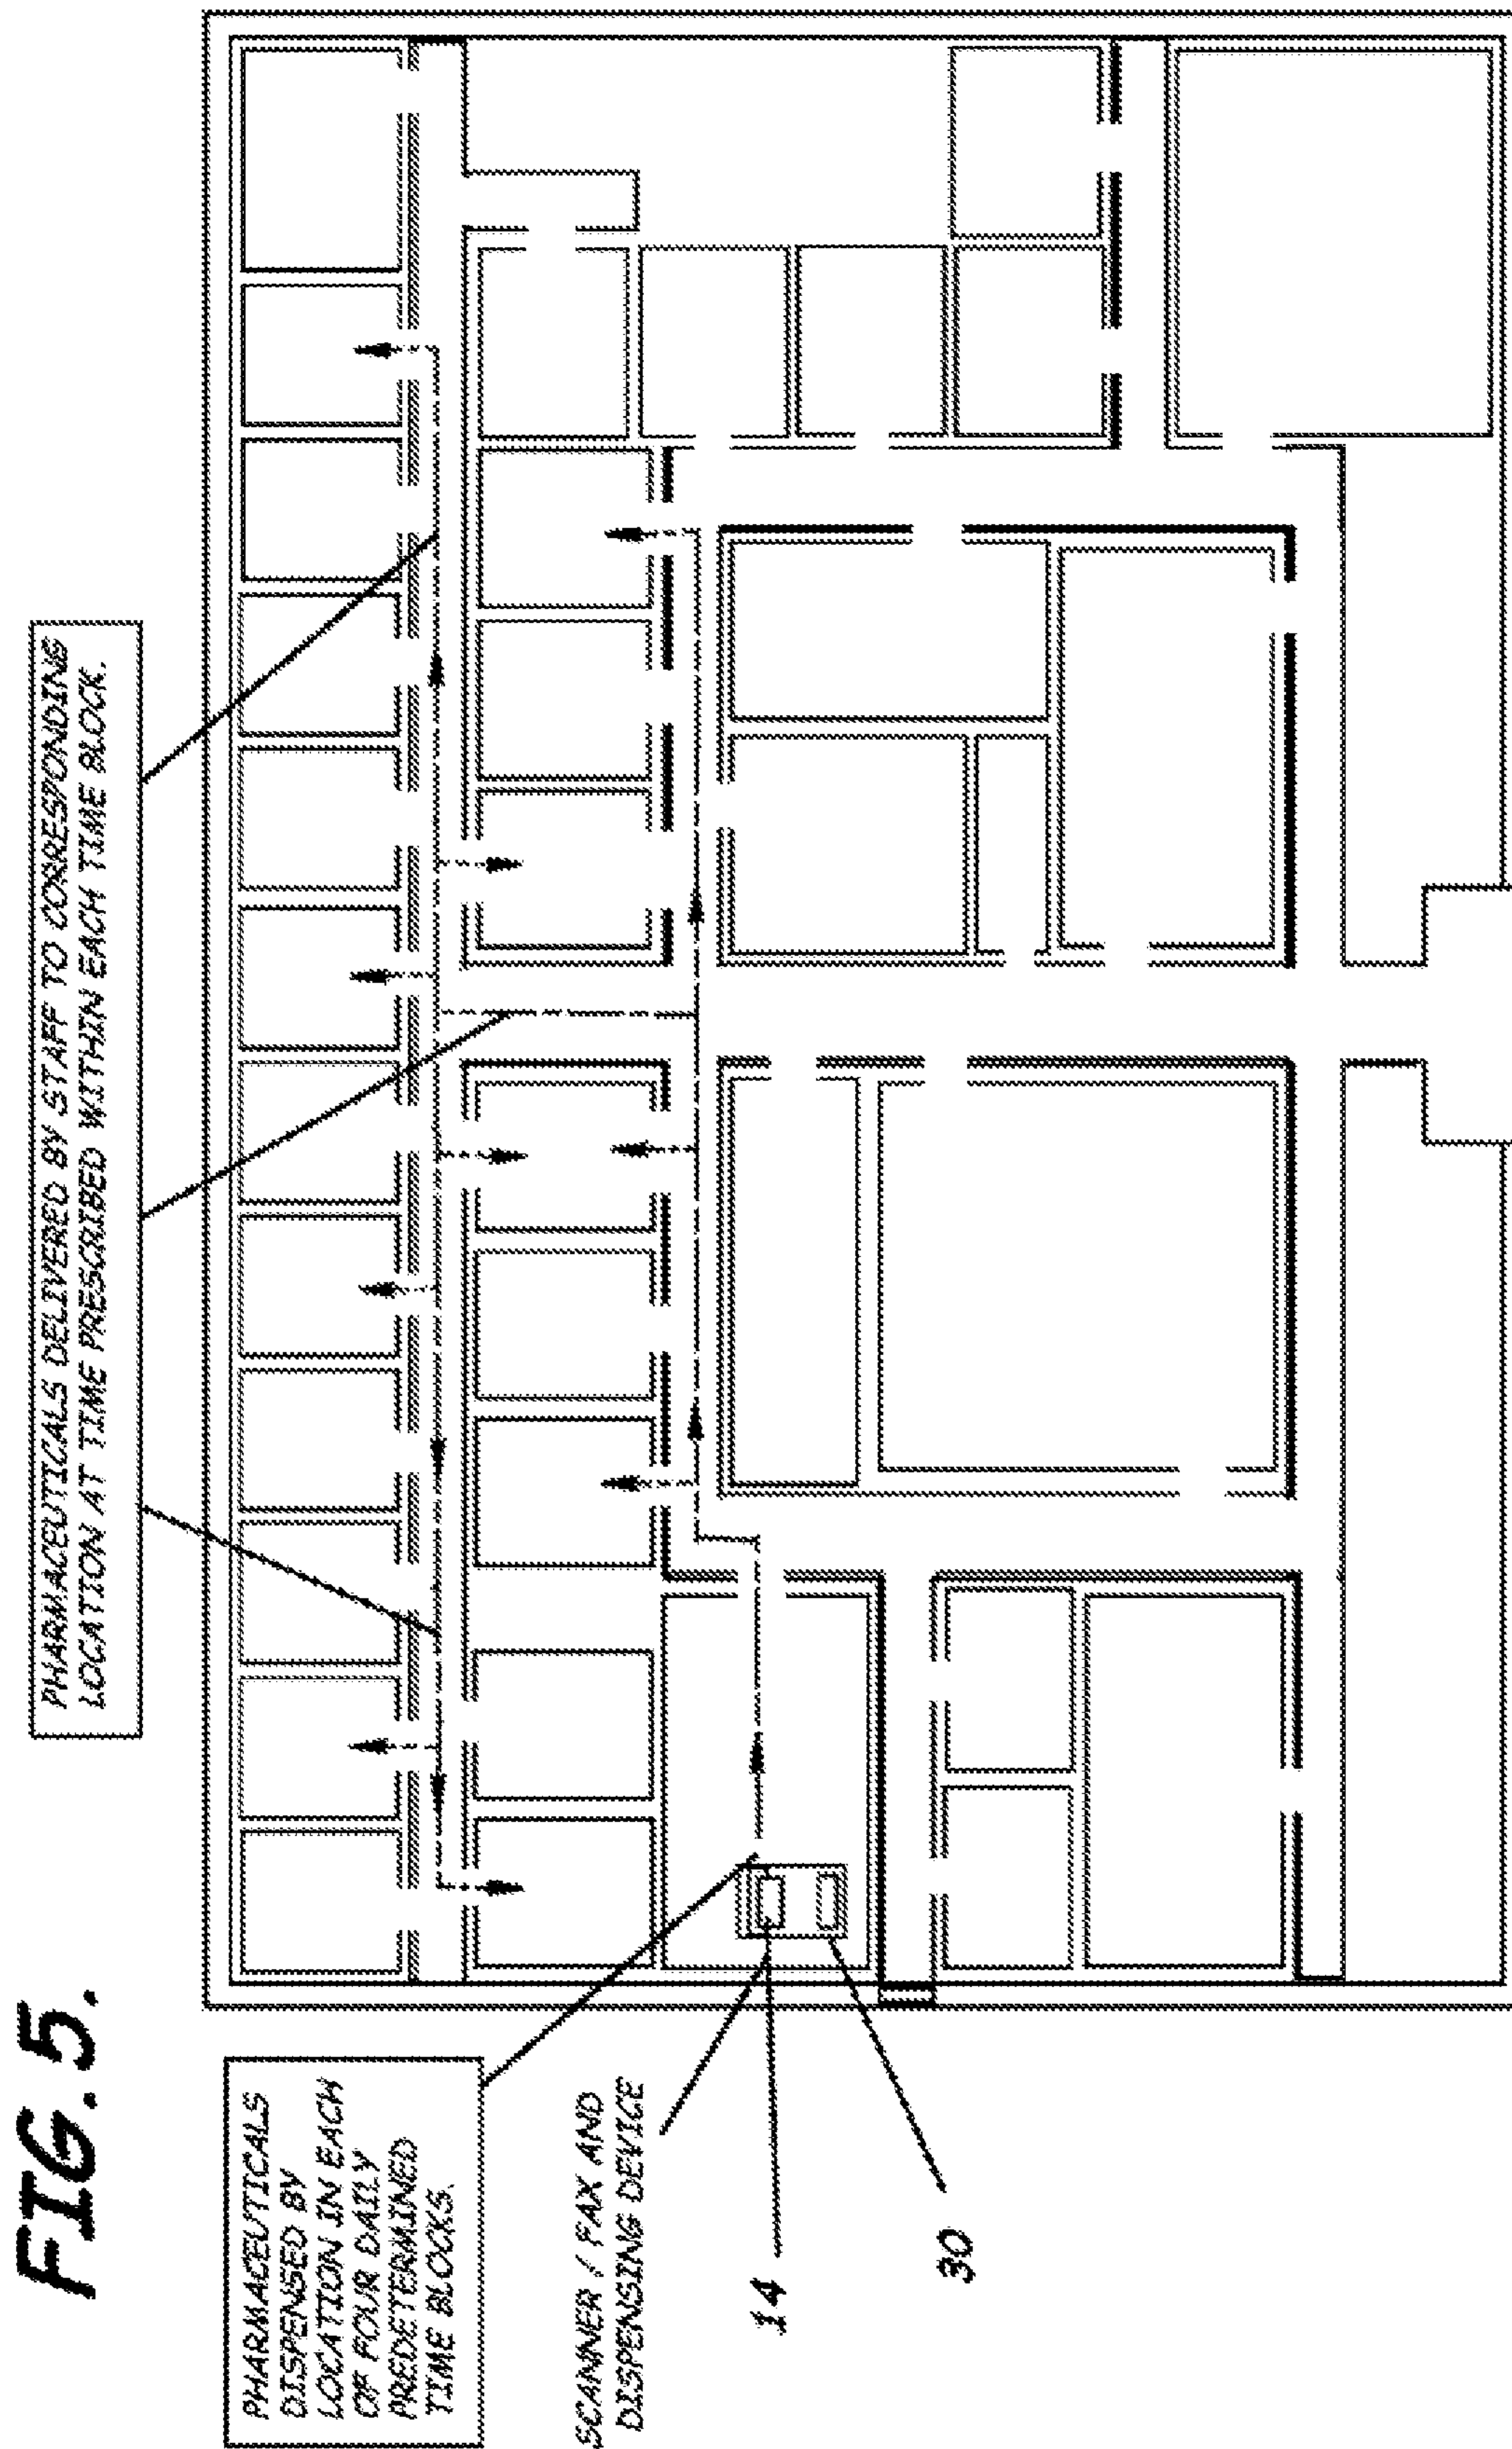 FIG. 5.
PHARMACEUTICALS DELIVERED BY STAFF TO CORRESPONDING
LOCATION AT TIME PRESCRIBED WITHIN EACH TIME BLOCK.
PHARMACEUTICALS
DISPENSED BY
LOCATION IN EACH
OF FOUR DAILY
PREDETERMINED
TIME BLOCKS.
SCANNER / FAX AND
DISPENSING DEVICE
14
30